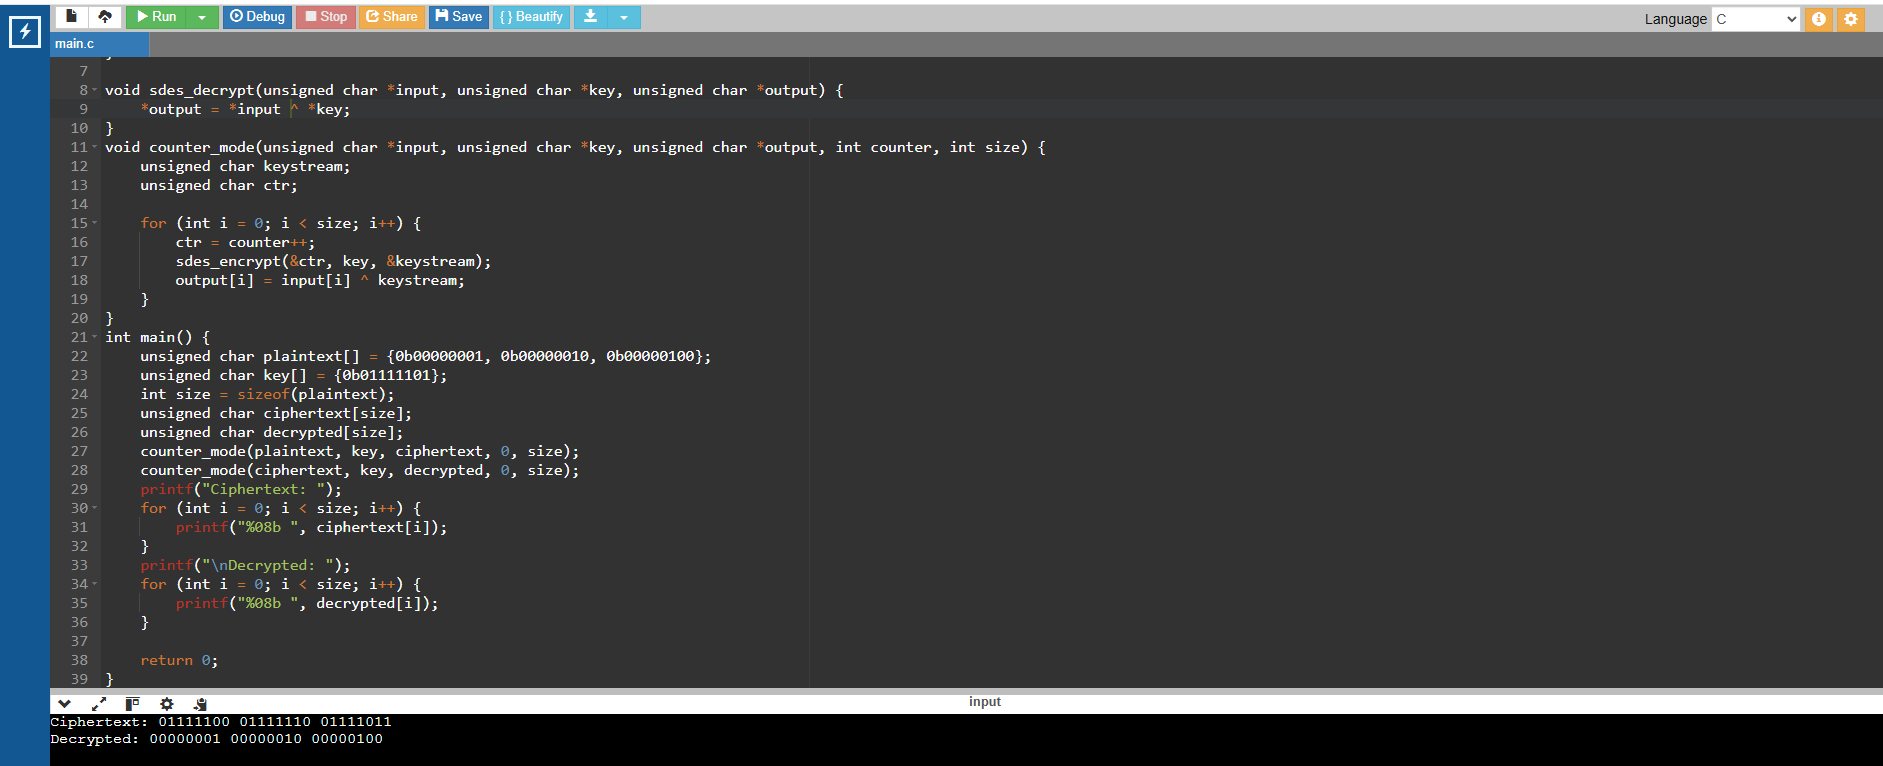 Run Debug Stop Share Save { } Beautify Language C
main.c
7
8 void sdes_decrypt(unsigned char *input, unsigned char *key, unsigned char *output) {
9     *output = *input ^ *key;
10 }
11 void counter_mode(unsigned char *input, unsigned char *key, unsigned char *output, int counter, int size) {
12     unsigned char keystream;
13     unsigned char ctr;
14
15     for (int i = 0; i < size; i++) {
16         ctr = counter++;
17         sdes_encrypt(&ctr, key, &keystream);
18         output[i] = input[i] ^ keystream;
19     }
20 }
21 int main() {
22     unsigned char plaintext[] = {0b00000001, 0b00000010, 0b00000100};
23     unsigned char key[] = {0b01111101};
24     int size = sizeof(plaintext);
25     unsigned char ciphertext[size];
26     unsigned char decrypted[size];
27     counter_mode(plaintext, key, ciphertext, 0, size);
28     counter_mode(ciphertext, key, decrypted, 0, size);
29     printf("Ciphertext: ");
30     for (int i = 0; i < size; i++) {
31         printf("%08b ", ciphertext[i]);
32     }
33     printf("\nDecrypted: ");
34     for (int i = 0; i < size; i++) {
35         printf("%08b ", decrypted[i]);
36     }
37
38     return 0;
39 }
input
Ciphertext: 01111100 01111110 01111011
Decrypted: 00000001 00000010 00000100